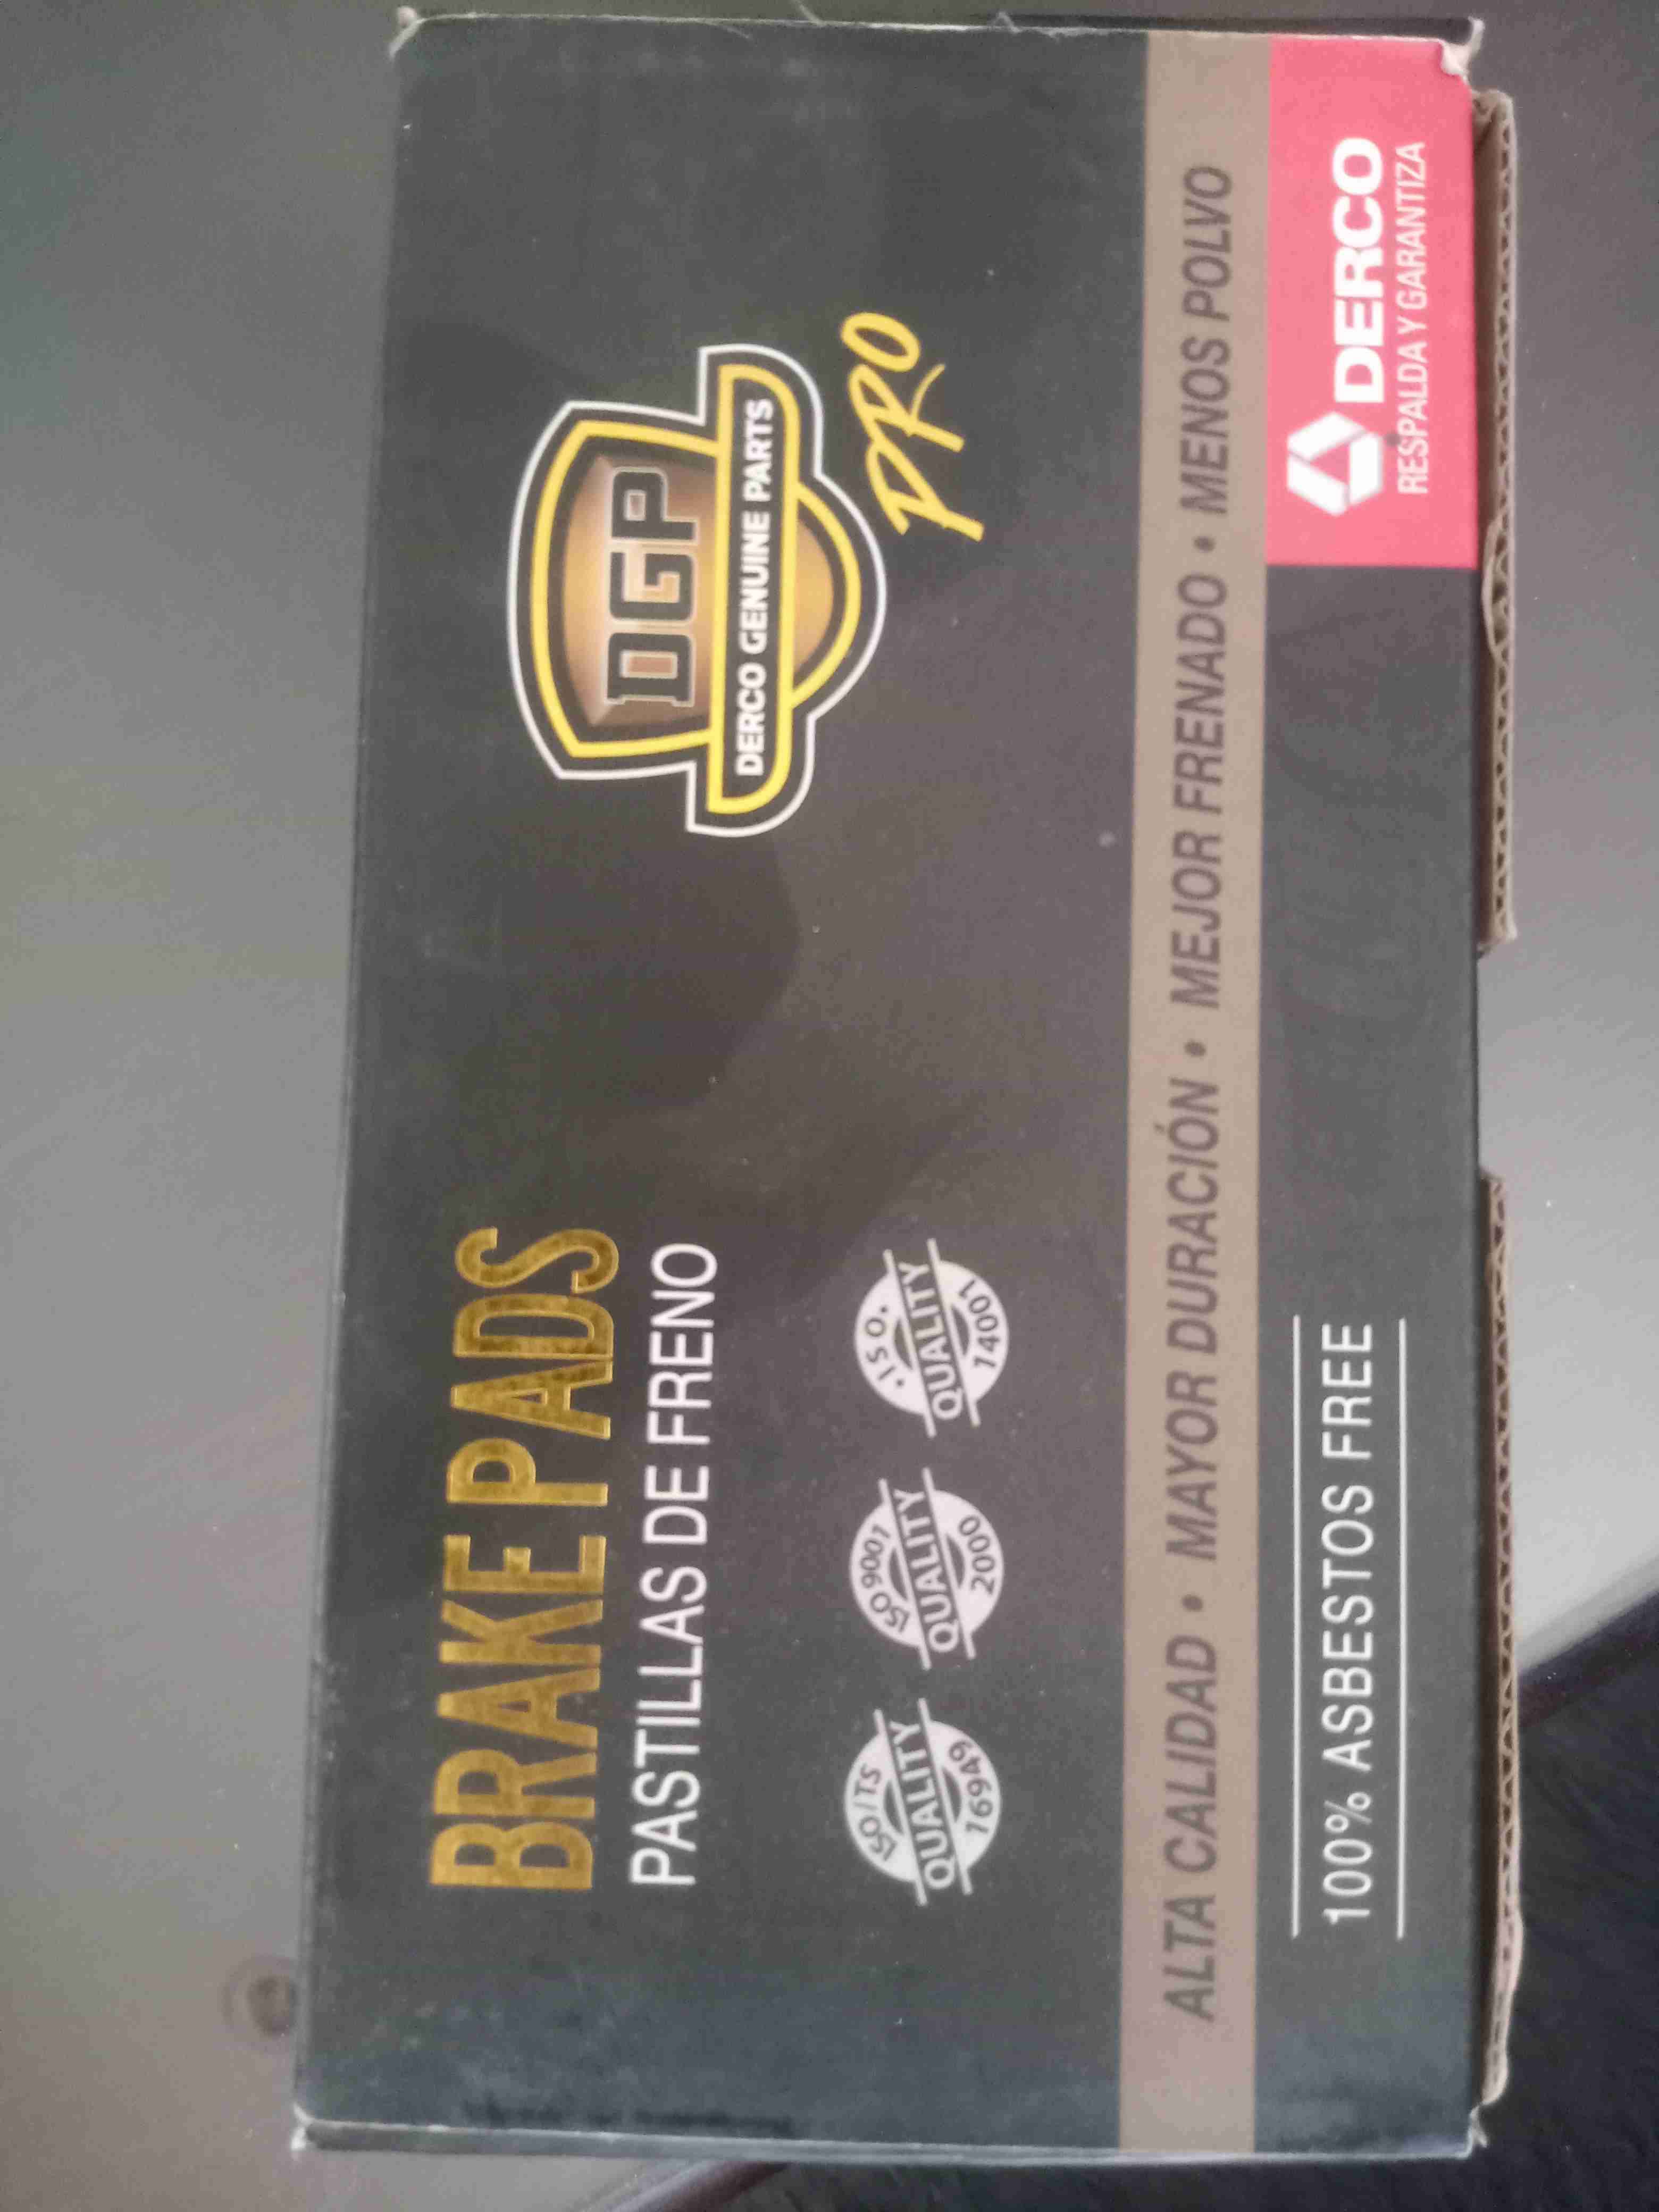 BRAKE PADS
PASTILLAS DE FRENO
ISO/TS
QUALITY
16949
ISO 9001
QUALITY
2000
ISO
QUALITY
14001
DGP
DERCO GENUINE PARTS
PRO
ALTA CALIDAD • MAYOR DURACIÓN • MEJOR FRENADO • MENOS POLVO
100% ASBESTOS FREE
DERCO
RESPALDA Y GARANTIZA